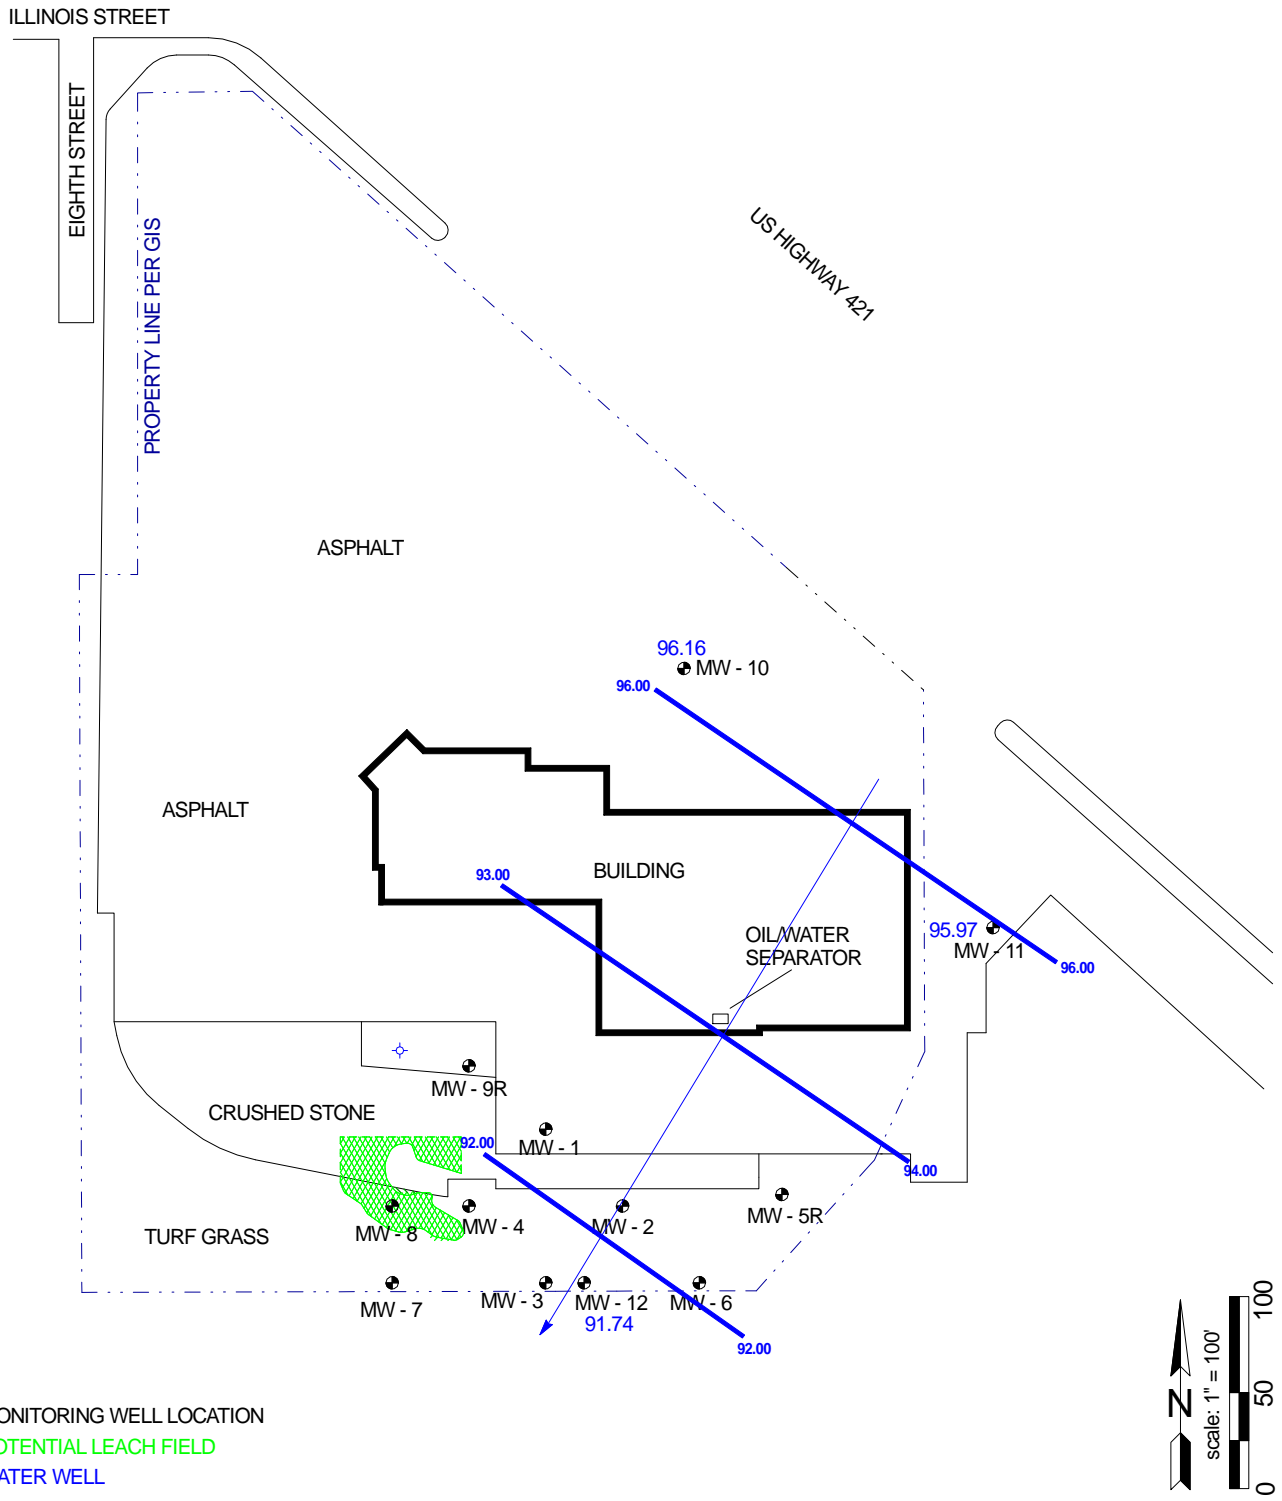 ILLINOIS STREET
EIGHTH STREET
PROPERTY LINE PER GIS
US HIGHWAY 421
ASPHALT
96.16
MW - 10
96.00
ASPHALT
BUILDING
93.00
OIL/WATER
SEPARATOR
95.97
MW - 11
96.00
MW - 9R
CRUSHED STONE
92.00
MW - 1
94.00
MW - 8
MW - 4
MW - 2
MW - 5R
TURF GRASS
MW - 7
MW - 3
MW - 12
MW - 6
91.74
92.00
N
scale: 1" = 100'
0
50
100
ONITORING WELL LOCATION
OTENTIAL LEACH FIELD
ATER WELL